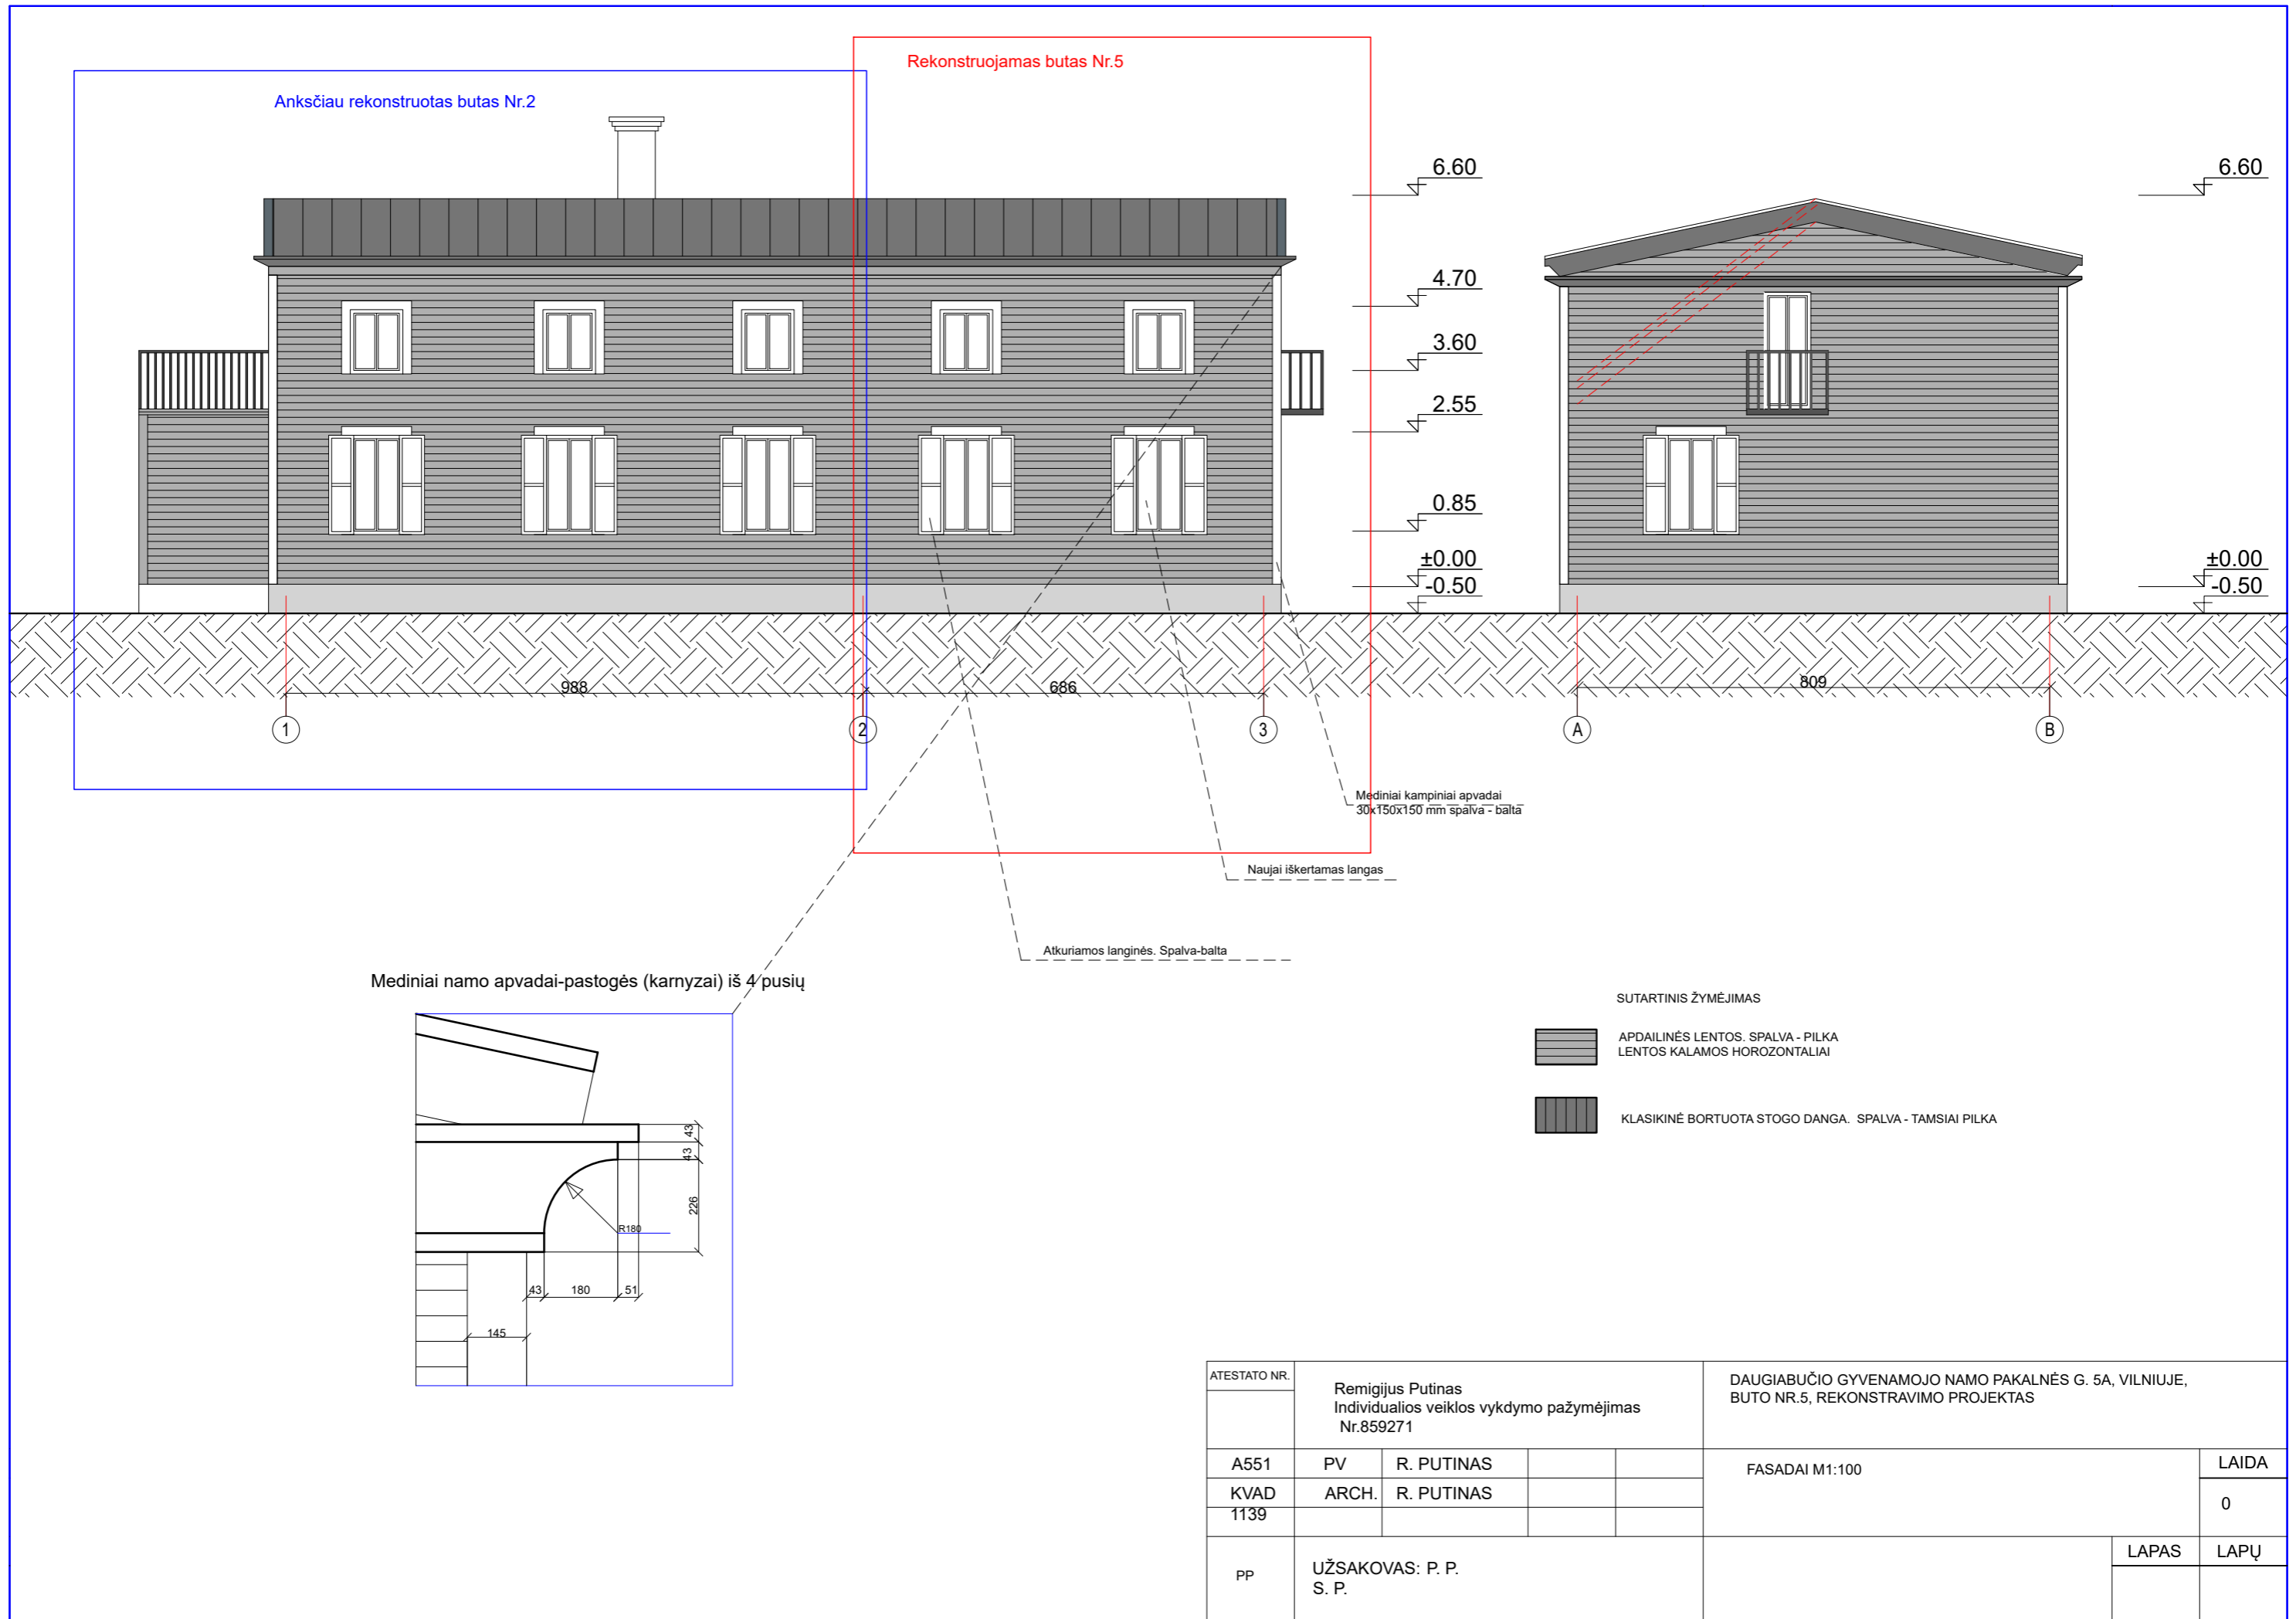 Rekonstruojamas butas Nr.5
Anksčiau rekonstruotas butas Nr.2
6.60
4.70
3.60
2.55
0.85
±0.00
-0.50
6.60
±0.00
-0.50
988
686
809
1
2
3
A
B
Mediniai kampiniai apvadai
30x150x150 mm spalva - balta
Naujai iškertamas langas
Atkuriamos langinės. Spalva-balta
Mediniai namo apvadai-pastogės (karnyzai) iš 4 pusių
43
43
226
R180
43
180
51
145
SUTARTINIS ŽYMĖJIMAS
APDAILINĖS LENTOS. SPALVA - PILKA
LENTOS KALAMOS HOROZONTALIAI
KLASIKINĖ BORTUOTA STOGO DANGA. SPALVA - TAMSIAI PILKA
ATESTATO NR.
Remigijus Putinas
Individualios veiklos vykdymo pažymėjimas
Nr.859271
DAUGIABUČIO GYVENAMOJO NAMO PAKALNĖS G. 5A, VILNIUJE,
BUTO NR.5, REKONSTRAVIMO PROJEKTAS
A551 PV R. PUTINAS
KVAD ARCH. R. PUTINAS
1139
FASADAI M1:100
LAIDA
0
PP
UŽSAKOVAS: P. P.
S. P.
LAPAS LAPŲ